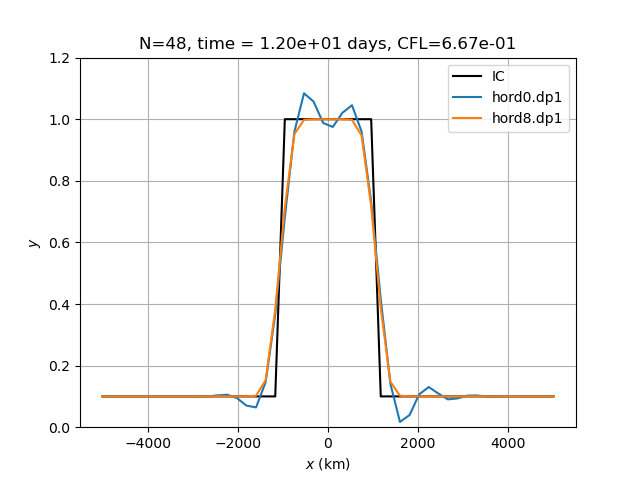 N=48, time = 1.20e+01 days, CFL=6.67e-01
IC
hord0.dp1
hord8.dp1
1.2
1.0
0.8
0.6
0.4
0.2
0.0
y
−4000
−2000
0
2000
4000
x (km)